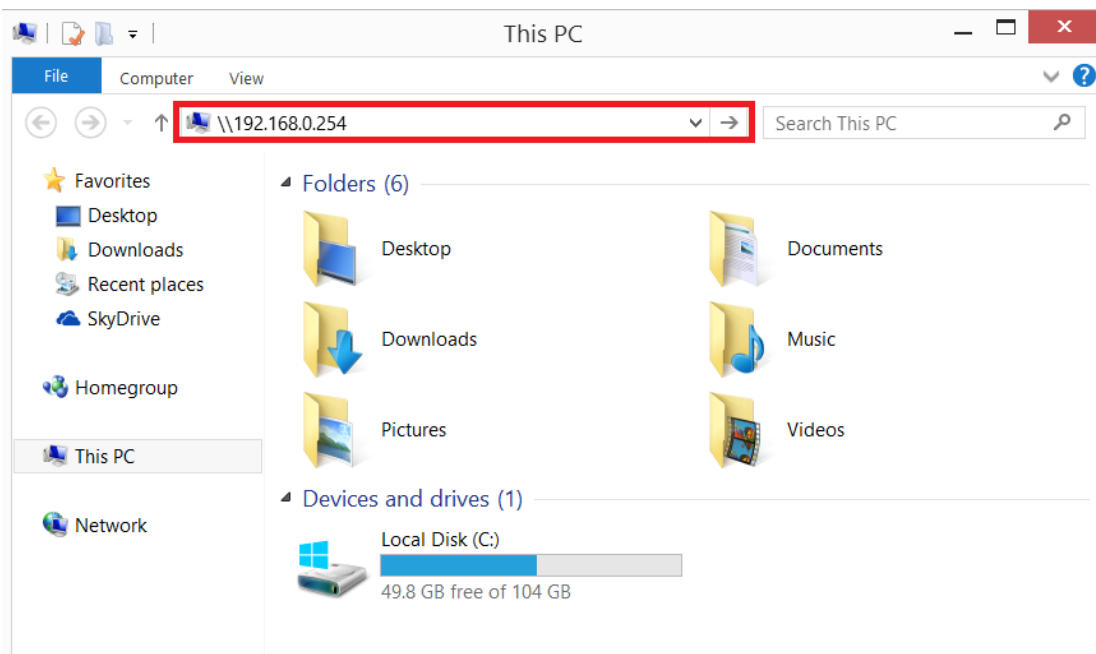 This PC
File Computer View
\\192.168.0.254
Search This PC
Favorites
Desktop
Downloads
Recent places
SkyDrive
Homegroup
This PC
Network
Folders (6)
Desktop
Documents
Downloads
Music
Pictures
Videos
Devices and drives (1)
Local Disk (C:)
49.8 GB free of 104 GB